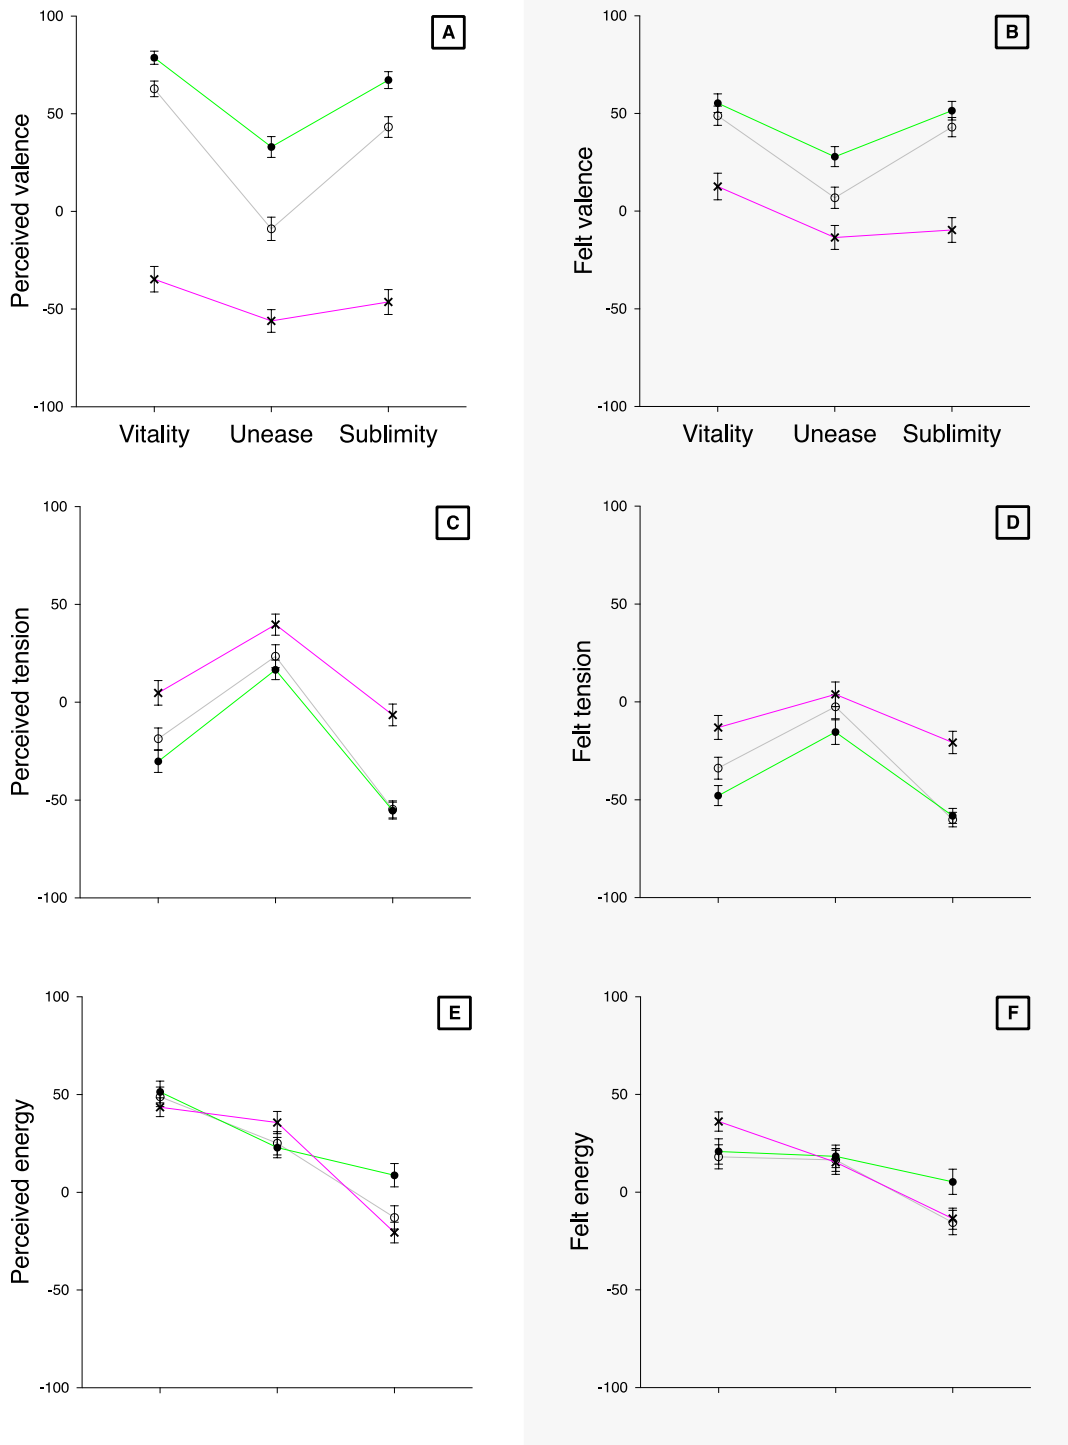 A
100
50
0
-50
-100
Perceived valence
Vitality Unease Sublimity
B
100
50
0
-50
-100
Felt valence
Vitality Unease Sublimity
C
100
50
0
-50
-100
Perceived tension
D
100
50
0
-50
-100
Felt tension
E
100
50
0
-50
-100
Perceived energy
F
100
50
0
-50
-100
Felt energy